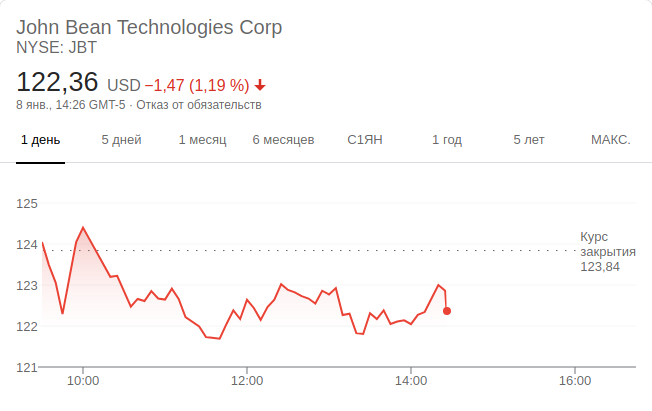 John Bean Technologies Corp
NYSE: JBT
122,36 USD −1,47 (1,19 %)
8 янв., 14:26 GMT-5 · Отказ от обязательств
1 день 5 дней 1 месяц 6 месяцев С1ЯН 1 год 5 лет МАКС.
125
124
123
122
121
Курс
закрытия
123,84
10:00 12:00 14:00 16:00